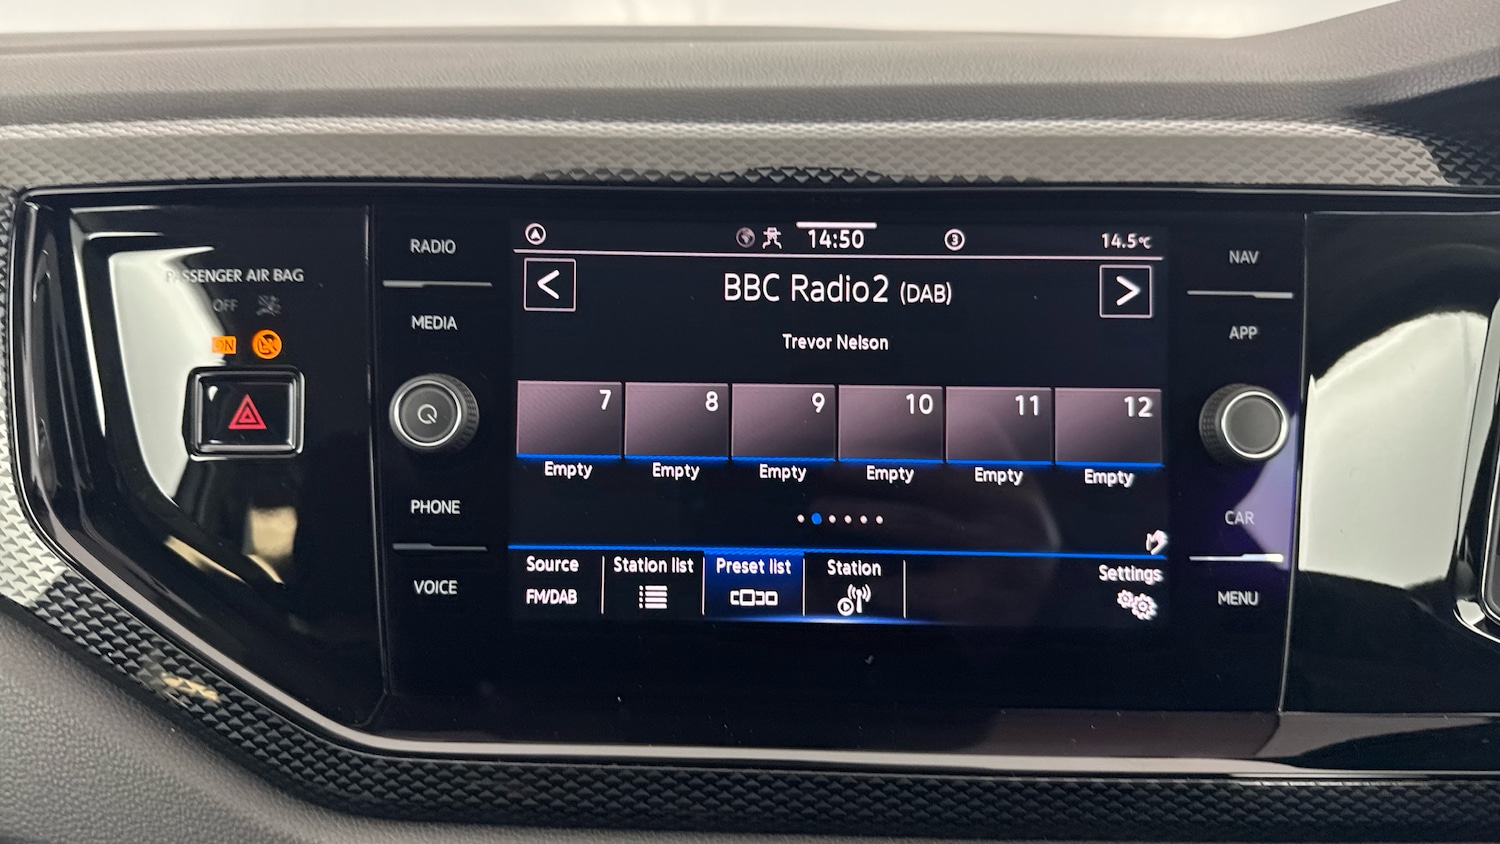 PASSENGER AIR BAG
OFF
ON
RADIO
MEDIA
PHONE
VOICE
14:50
3
14.5°C
BBC Radio2 (DAB)
Trevor Nelson
7 8 9 10 11 12
Empty Empty Empty Empty Empty Empty
Source Station list Preset list Station Settings
FM/DAB
NAV
APP
CAR
MENU